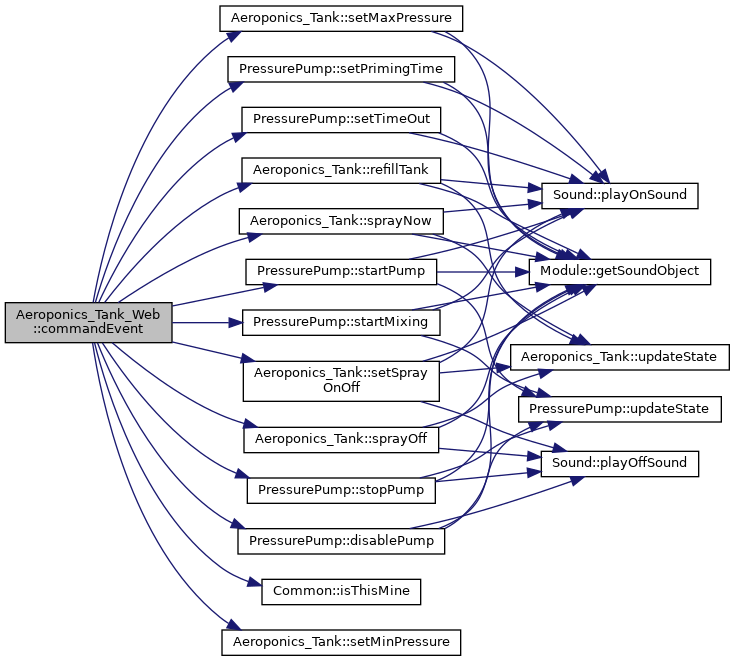 Aeroponics_Tank_Web
::commandEvent
Aeroponics_Tank::setMaxPressure
PressurePump::setPrimingTime
PressurePump::setTimeOut
Aeroponics_Tank::refillTank
Aeroponics_Tank::sprayNow
PressurePump::startPump
PressurePump::startMixing
Aeroponics_Tank::setSpray
OnOff
Aeroponics_Tank::sprayOff
PressurePump::stopPump
PressurePump::disablePump
Common::isThisMine
Aeroponics_Tank::setMinPressure
Sound::playOnSound
Module::getSoundObject
Aeroponics_Tank::updateState
PressurePump::updateState
Sound::playOffSound